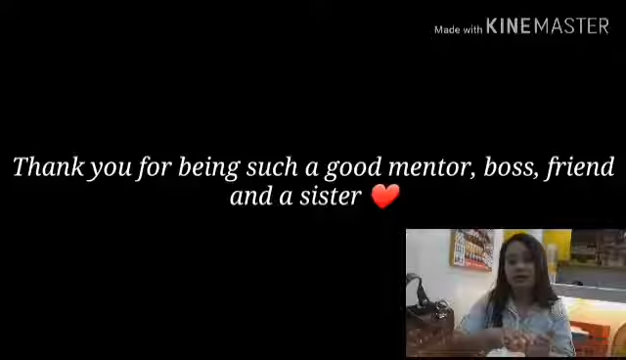 Made with KINEMASTER
Thank you for being such a good mentor, boss, friend
and a sister ❤️